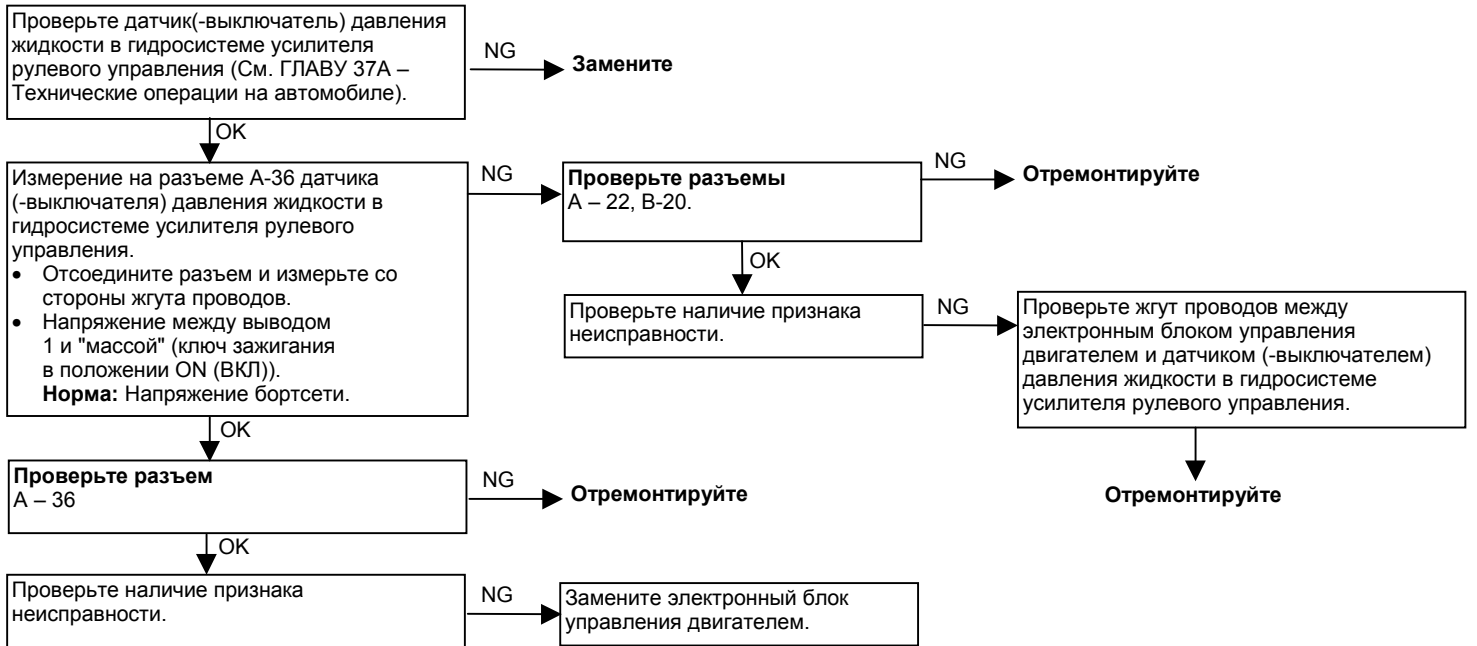 Проверьте датчик(-выключатель) давления
жидкости в гидросистеме усилителя
рулевого управления (См. ГЛАВУ 37А –
Технические операции на автомобиле).
NG
Замените
OK
Измерение на разъеме А-36 датчика
(-выключателя) давления жидкости в
гидросистеме усилителя рулевого
управления.
• Отсоедините разъем и измерьте со
стороны жгута проводов.
• Напряжение между выводом
1 и "массой" (ключ зажигания
в положении ON (ВКЛ)).
Норма: Напряжение бортсети.
NG
Проверьте разъемы
А – 22, В-20.
NG
Отремонтируйте
OK
Проверьте наличие признака
неисправности.
NG
Проверьте жгут проводов между
электронным блоком управления
двигателем и датчиком (-выключателем)
давления жидкости в гидросистеме
усилителя рулевого управления.
Отремонтируйте
OK
Проверьте разъем
А – 36
NG
Отремонтируйте
OK
Проверьте наличие признака
неисправности.
NG
Замените электронный блок
управления двигателем.